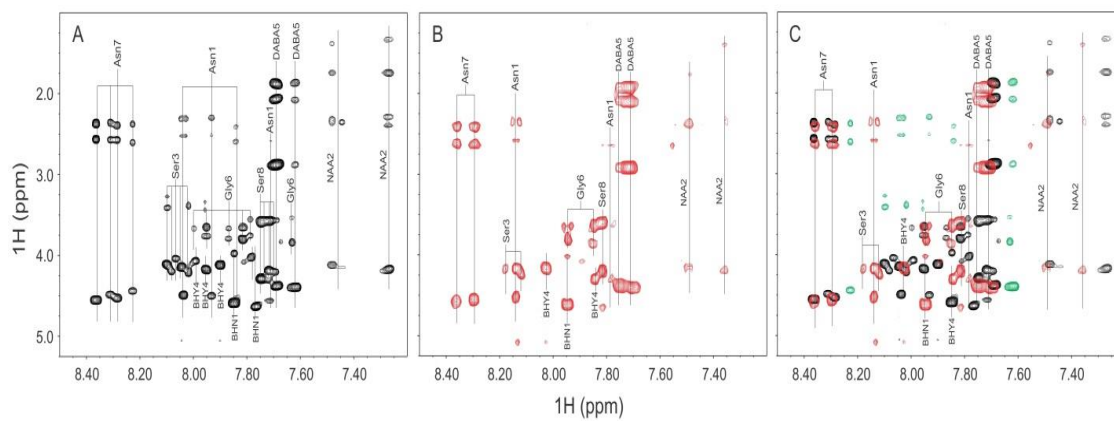 A
Asn7
Asn1
DABA5
DABA5
Asn1
Ser3
Gly6
Ser8
Gly6
NAA2
NAA2
BHY4
BHY4
BHY4
BHN1
BHN1
B
Asn7
Asn1
DABA5
DABA5
Asn1
Ser3
Gly6
Ser8
NAA2
NAA2
BHY4
BHN1
BHY4
C
Asn7
Asn1
DABA5
DABA5
Asn1
Ser3
Gly6
Ser8
NAA2
NAA2
BHY4
BHN1
BHY4
1H (ppm)
2.0
3.0
4.0
5.0
8.40 8.20 8.00 7.80 7.60 7.40
8.40 8.20 8.00 7.80 7.60 7.40
8.40 8.20 8.00 7.80 7.60 7.40
1H (ppm)